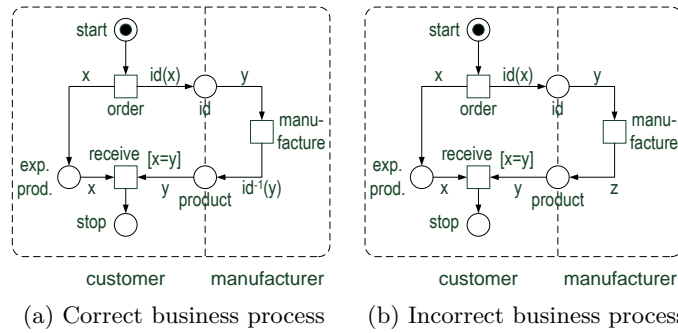 start
x
id(x)
y
order
id
manu-
facture
receive
[x=y]
exp.
prod.
x
y
product
id⁻¹(y)
stop
customer
manufacturer
(a) Correct business process
start
x
id(x)
y
order
id
manu-
facture
receive
[x=y]
exp.
prod.
x
y
product
z
stop
customer
manufacturer
(b) Incorrect business process